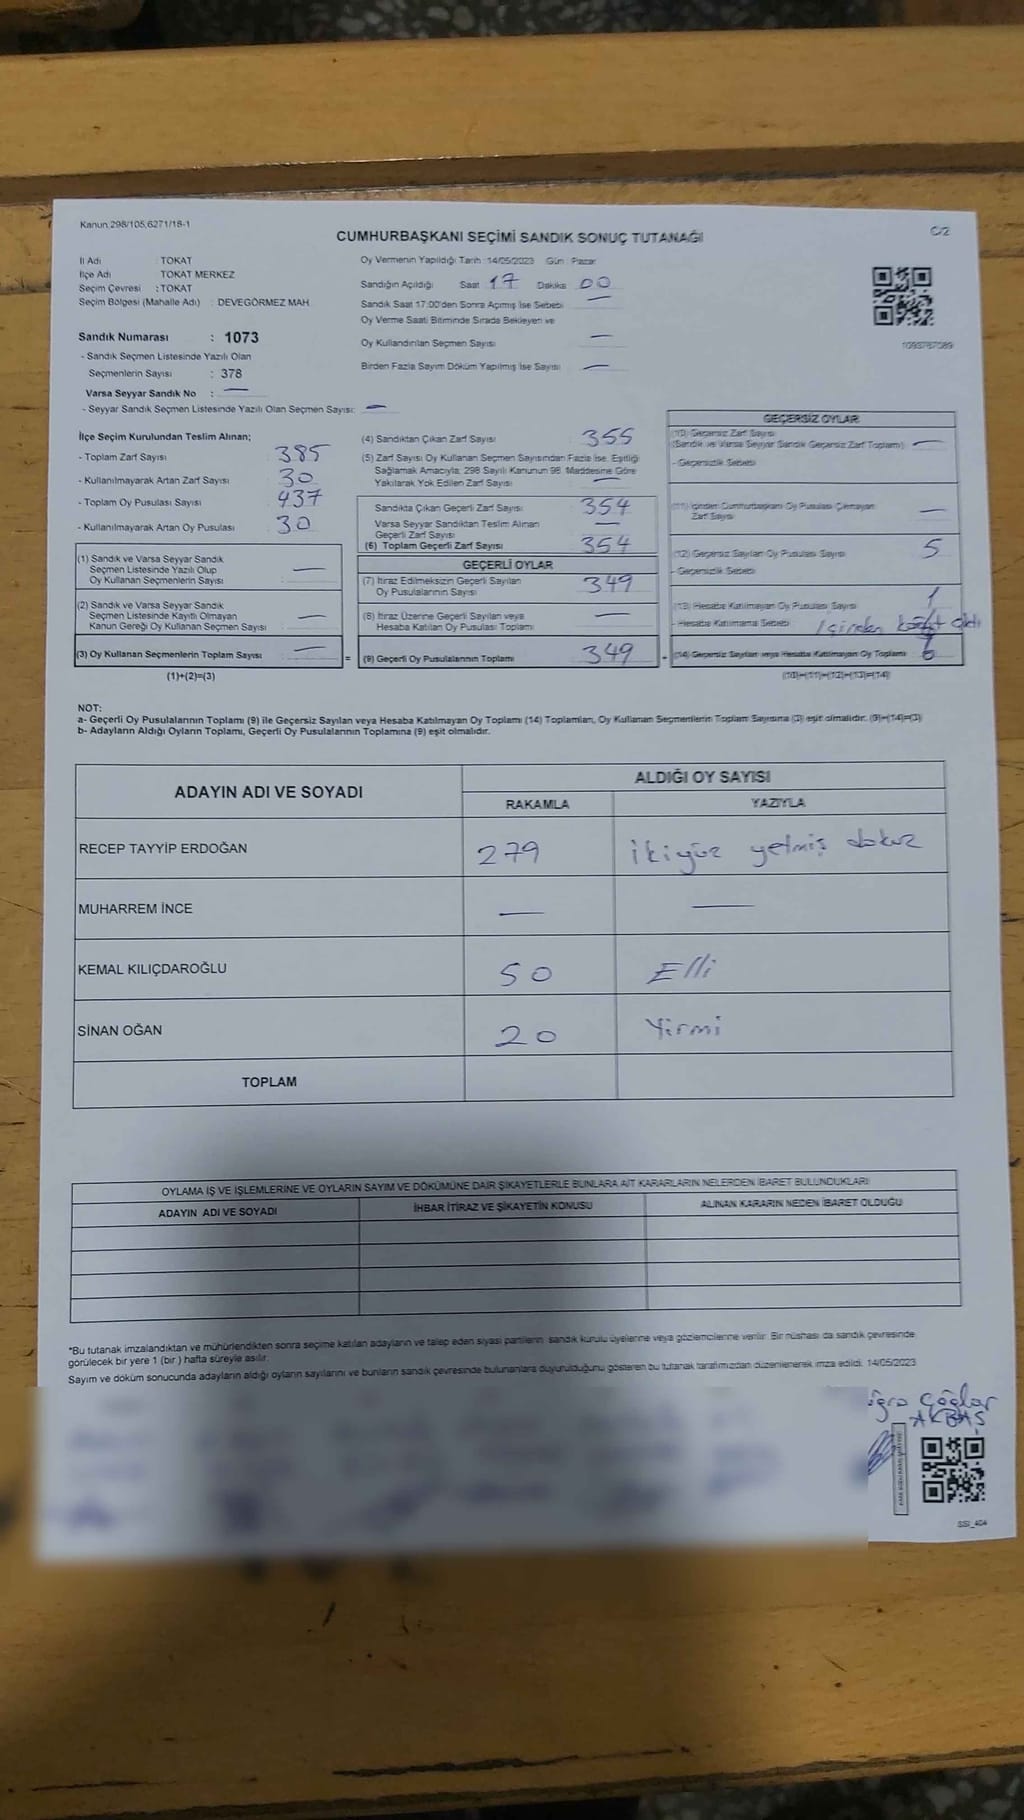 Kanun 298/105,6271/18-1
C/2
CUMHURBAŞKANI SEÇİMİ SANDIK SONUÇ TUTANAĞI
İl Adı : TOKAT
İlçe Adı TOKAT MERKEZ
Seçim Çevresi : TOKAT
Seçim Bölgesi (Mahalle Adı) : DEVEGÖRMEZ MAH
Sandık Numarası : 1073
- Sandık Seçmen Listesinde Yazılı Olan
Seçmenlerin Sayısı : 378
Varsa Seyyar Sandık No : —
- Seyyar Sandık Seçmen Listesinde Yazılı Olan Seçmen Sayısı: —
Oy Vermenin Yapıldığı Tarih : 14/05/2023 Gün : Pazar
Sandığın Açıldığı Saat 17 Dakika 00
Sandık Saat 17:00'den Sonra Açmış İse Sebebi —
Oy Verme Saati Bitiminde Sırada Bekleyen ve
Oy Kullandırılan Seçmen Sayısı —
Birden Fazla Sayım Döküm Yapılmış İse Sayısı —
1093787089
İlçe Seçim Kurulundan Teslim Alınan;
- Toplam Zarf Sayısı 385
- Kullanılmayarak Artan Zarf Sayısı 30
- Toplam Oy Pusulası Sayısı 437
- Kullanılmayarak Artan Oy Pusulası 30
(1) Sandık ve Varsa Seyyar Sandık
Seçmen Listesinde Yazılı Olup
Oy Kullanan Seçmenlerin Sayısı : —
(2) Sandık ve Varsa Seyyar Sandık
Seçmen Listesinde Kayıtlı Olmayan
Kanun Gereği Oy Kullanan Seçmen Sayısı : —
(3) Oy Kullanan Seçmenlerin Toplam Sayısı : —
(1)+(2)=(3)
(4) Sandıktan Çıkan Zarf Sayısı : 355
(5) Zarf Sayısı Oy Kullanan Seçmen Sayısından Fazla İse, Eşitliği
Sağlamak Amacıyla, 298 Sayılı Kanunun 98. Maddesine Göre
Yakılarak Yok Edilen Zarf Sayısı : —
Sandıkta Çıkan Geçerli Zarf Sayısı : 354
Varsa Seyyar Sandıktan Teslim Alınan
Geçerli Zarf Sayısı —
(6) Toplam Geçerli Zarf Sayısı 354
GEÇERLİ OYLAR
(7) İtiraz Edilmeksizin Geçerli Sayılan
Oy Pusulalarının Sayısı 349
(8) İtiraz Üzerine Geçerli Sayılan veya
Hesaba Katılan Oy Pusulası Toplamı —
= (9) Geçerli Oy Pusulalarının Toplamı 349
GEÇERSİZ OYLAR
(10) Geçersiz Zarf Sayısı
(Sandık ve Varsa Seyyar Sandık Geçersiz Zarf Toplamı) —
- Geçersizlik Sebebi
(11) İçinden Cumhurbaşkanı Oy Pusulası Çıkmayan
Zarf Sayısı —
(12) Geçersiz Sayılan Oy Pusulası Sayısı 5
- Geçersizlik Sebebi
(13) Hesaba Katılmayan Oy Pusulası Sayısı 1
- Hesaba Katılmama Sebebi İçinden kağıt çıktı
(14) Geçersiz Sayılan veya Hesaba Katılmayan Oy Toplamı 6
(10)+(11)+(12)+(13)=(14)
NOT:
a- Geçerli Oy Pusulalarının Toplamı (9) ile Geçersiz Sayılan veya Hesaba Katılmayan Oy Toplamı (14) Toplamları, Oy Kullanan Seçmenlerin Toplam Sayısına (3) eşit olmalıdır. (9)+(14)=(3)
b- Adayların Aldığı Oyların Toplamı, Geçerli Oy Pusulalarının Toplamına (9) eşit olmalıdır.
ADAYIN ADI VE SOYADI
ALDIĞI OY SAYISI
RAKAMLA YAZIYLA
RECEP TAYYİP ERDOĞAN 279 ikiyüz yetmiş dokuz
MUHARREM İNCE — —
KEMAL KILIÇDAROĞLU 50 Elli
SİNAN OĞAN 20 Yirmi
TOPLAM
OYLAMA İŞ VE İŞLEMLERİNE VE OYLARIN SAYIM VE DÖKÜMÜNE DAİR ŞİKAYETLERLE BUNLARA AİT KARARLARIN NELERDEN İBARET BULUNDUKLARI
ADAYIN ADI VE SOYADI İHBAR İTİRAZ VE ŞİKAYETİN KONUSU ALINAN KARARIN NEDEN İBARET OLDUĞU
*Bu tutanak imzalandıktan ve mühürlendikten sonra seçime katılan adayların ve talep eden siyasi partilerin sandık kurulu üyelerine veya gözlemcilerine verilir. Bir nüshası da sandık çevresinde
görülecek bir yere 1 (bir ) hafta süreyle asılır.
Sayım ve döküm sonucunda adayların aldığı oyların sayılarını ve bunların sandık çevresinde bulunanlara duyurulduğunu gösteren bu tutanak tarafımızdan düzenlenerek imza edildi. 14/05/2023
Çağlar
AKBAŞ
SSI_404